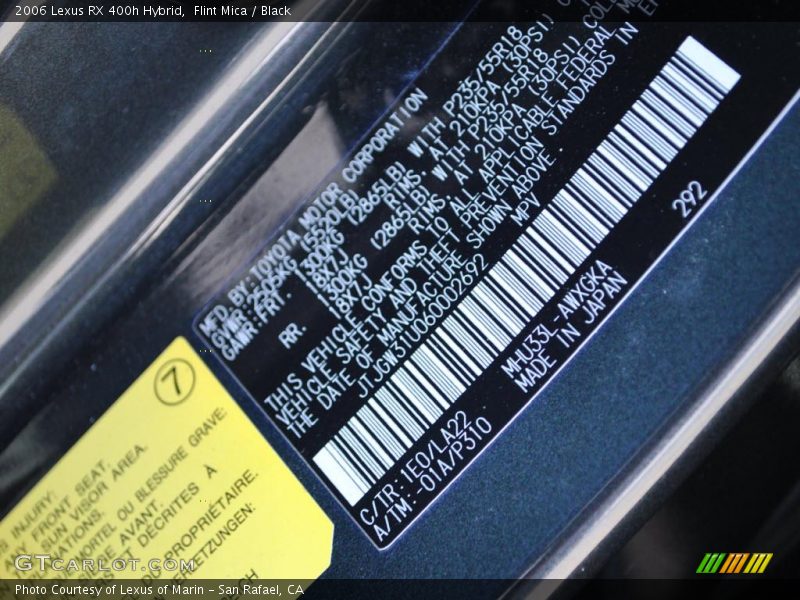 2006 Lexus RX 400h Hybrid, Flint Mica / Black
MFD. BY: TOYOTA MOTOR CORPORATION
GVWR: 2505KG (5520LB)
GAWR: FRT. 1300KG (2865LB) WITH P235/55R18
18X7J RIMS, AT 210KPA (30PSI)
RR. 1300KG (2865LB) WITH P235/55R18
18X7J RIMS, AT 210KPA (30PSI), COLD
THIS VEHICLE CONFORMS TO ALL APPLICABLE FEDERAL
VEHICLE SAFETY AND THEFT PREVENTION STANDARDS IN
THE DATE OF MANUFACTURE SHOWN ABOVE.
JTJGW31U060002692 MPV
292
MHU33L-AWXGKA
MADE IN JAPAN
C/TR: 1E0/LA22
A/TM: -01A/P310
7
INJURY:
FRONT SEAT.
SUN VISOR AREA.
MORTEL OU BLESSURE GRAVE:
AVANT.
DÉCRITES À
DU PROPRIÉTAIRE.
GTCARLOT.COM
Photo Courtesy of Lexus of Marin - San Rafael, CA